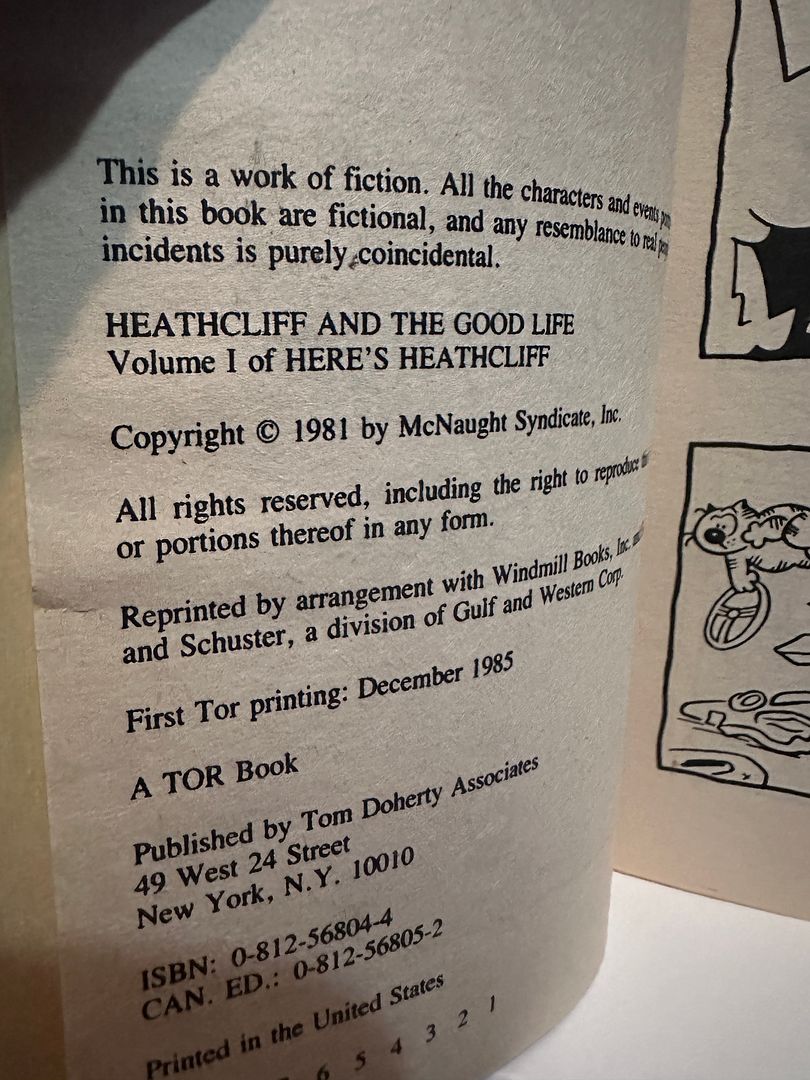 This is a work of fiction. All the characters and events
in this book are fictional, and any resemblance to real
incidents is purely coincidental.
HEATHCLIFF AND THE GOOD LIFE
Volume I of HERE'S HEATHCLIFF
Copyright © 1981 by McNaught Syndicate, Inc.
All rights reserved, including the right to reproduce
or portions thereof in any form.
Reprinted by arrangement with Windmill Books, Inc.
and Schuster, a division of Gulf and Western Corp.
First Tor printing: December 1985
A TOR Book
Published by Tom Doherty Associates
49 West 24 Street
New York, N.Y. 10010
ISBN: 0-812-56804-4
CAN. ED.: 0-812-56805-2
Printed in the United States
6 5 4 3 2 1